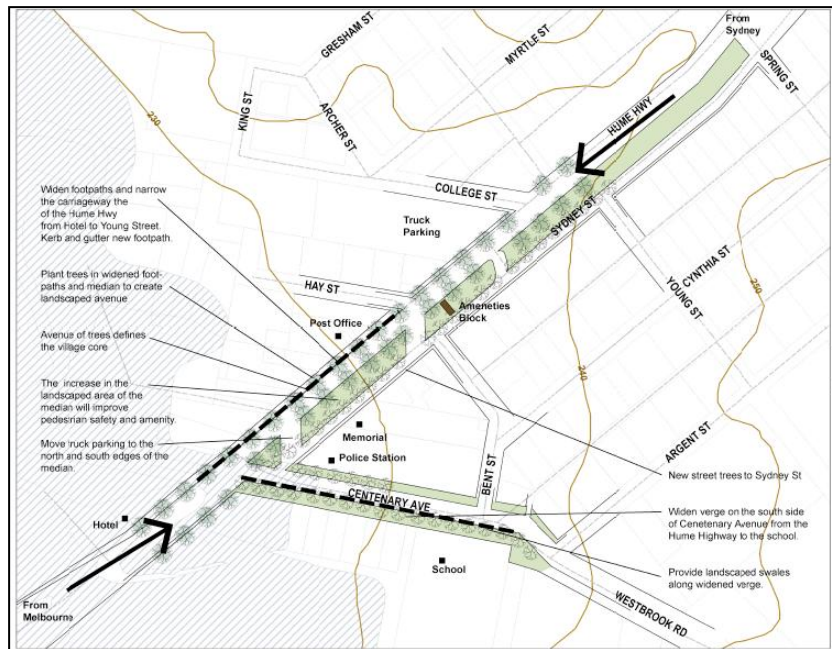 From
Sydney
GRESHAM ST
MYRTLE ST
SPRING ST
KING ST
ARCHER ST
HUME HWY
230
COLLEGE ST
SYDNEY ST
Truck
Parking
Widen footpaths and narrow
the carriageway the
of the Hume Hwy
from Hotel to Young Street.
Kerb and gutter new footpath.
CYNTHIA ST
YOUNG ST
250
HAY ST
Plant trees in widened foot-
paths and median to create
landscaped avenue
Ameneties
Block
Post Office
Avenue of trees defines
the village core
240
The increase in the
landscaped area of the
median will improve
pedestrian safety and amenity.
Memorial
Move truck parking to the
north and south edges of the
median.
Police Station
ARGENT ST
BENT ST
New street trees to Sydney St
CENTENARY AVE
Hotel
Widen verge on the south side
of Cenetenary Avenue from the
Hume Highway to the school.
School
Provide landscaped swales
along widened verge.
From
Melbourne
WESTBROOK RD